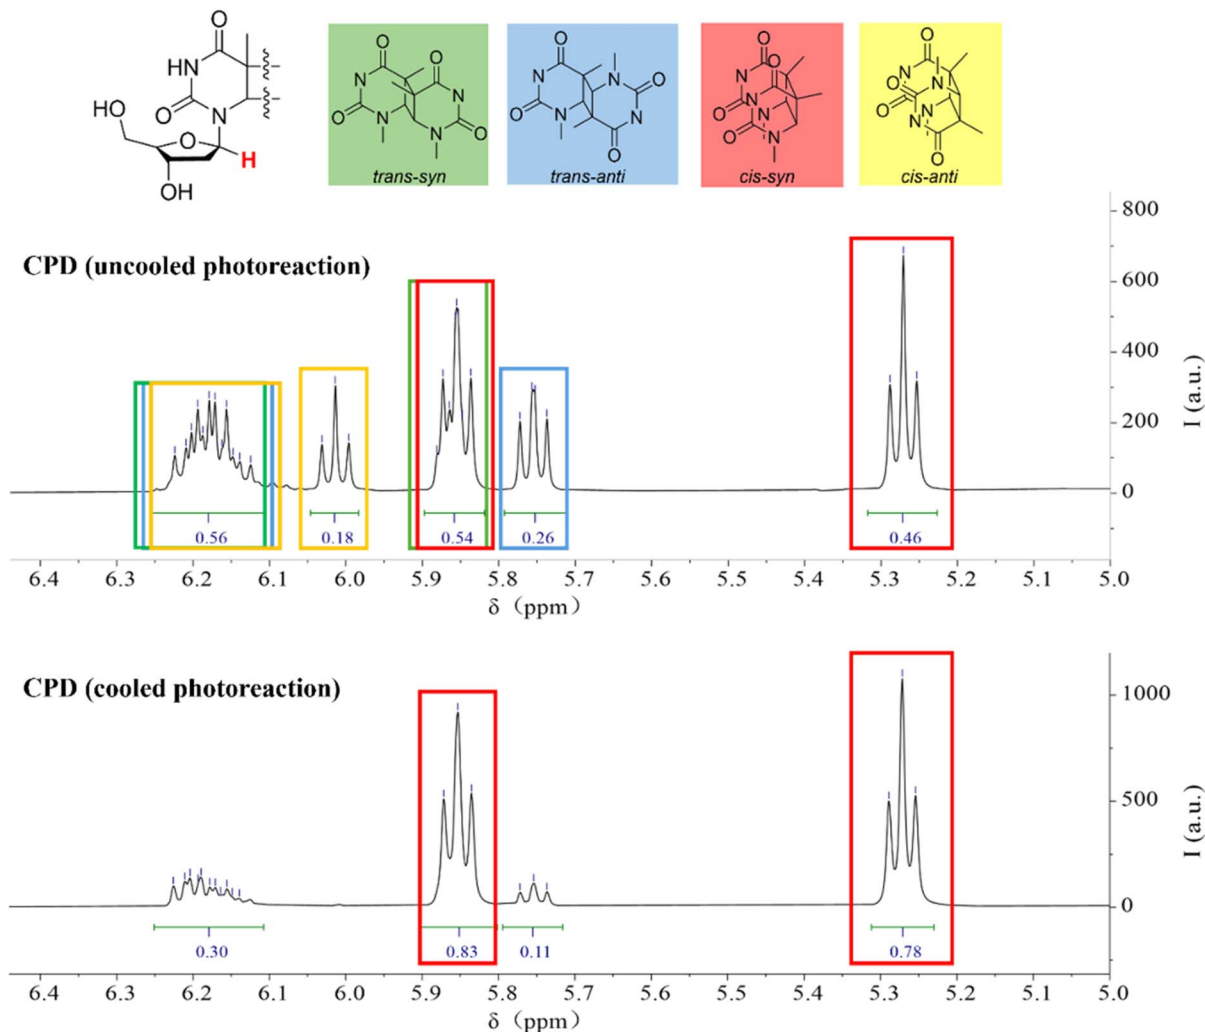 O
NH
O
N
HO
O
H
OH
O
O
N
N
O
N
N
O
trans-syn
O
N
N
O
O
N
N
O
trans-anti
O
O
N
O
N
N
O
N
cis-syn
O
N
N
O
O
N
N
O
cis-anti
CPD (uncooled photoreaction)
800
600
400
200
0
I (a.u.)
0.56
0.18
0.54
0.26
0.46
6.4 6.3 6.2 6.1 6.0 5.9 5.8 5.7 5.6 5.5 5.4 5.3 5.2 5.1 5.0
δ (ppm)
CPD (cooled photoreaction)
1000
500
0
I (a.u.)
0.30
0.83
0.11
0.78
6.4 6.3 6.2 6.1 6.0 5.9 5.8 5.7 5.6 5.5 5.4 5.3 5.2 5.1 5.0
δ (ppm)